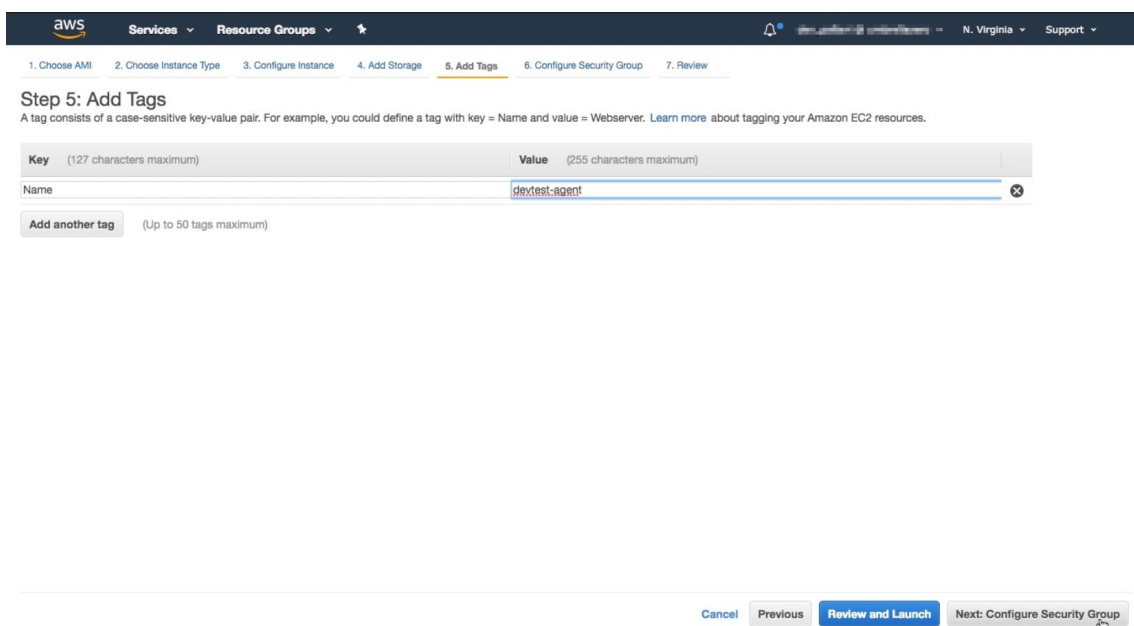 aws Services Resource Groups N. Virginia Support
1. Choose AMI 2. Choose Instance Type 3. Configure Instance 4. Add Storage 5. Add Tags 6. Configure Security Group 7. Review
Step 5: Add Tags
A tag consists of a case-sensitive key-value pair. For example, you could define a tag with key = Name and value = Webserver. Learn more about tagging your Amazon EC2 resources.
Key (127 characters maximum) Value (255 characters maximum)
Name devtest-agent
Add another tag (Up to 50 tags maximum)
Cancel Previous Review and Launch Next: Configure Security Group